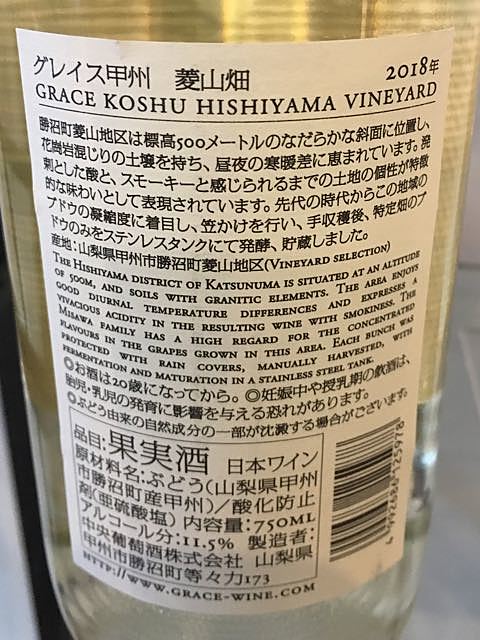 グレイス甲州 菱山畑 2018年
GRACE KOSHU HISHIYAMA VINEYARD
勝沼町菱山地区は標高500メートルのなだらかな斜面に位置し、
花崗岩混じりの土壌を持ち、昼夜の寒暖差に恵まれています。溌
剌とした酸と、スモーキーと感じられるまでの土地の個性が特徴
的な味わいとして表現されています。先代の時代からこの地域の
ブドウの凝縮度に着目し、笠かけを行い、手収穫後、特定畑のブ
ドウのみをステンレスタンクにて発酵、貯蔵しました。
産地:山梨県甲州市勝沼町菱山地区(VINEYARD SELECTION)
THE HISHIYAMA DISTRICT OF KATSUNUMA IS SITUATED AT AN ALTITUDE
OF 500M, AND SOILS WITH GRANITIC ELEMENTS. THE AREA ENJOYS
GOOD DIURNAL TEMPERATURE DIFFERENCES AND EXPRESSES A
VIVACIOUS ACIDITY IN THE RESULTING WINE WITH SMOKINESS. THE
MISAWA FAMILY HAS A HIGH REGARD FOR THE CONCENTRATED
FLAVOURS IN THE GRAPES GROWN IN THIS AREA. EACH BUNCH WAS
PROTECTED WITH RAIN COVERS, MANUALLY HARVESTED, WITH
FERMENTATION AND MATURATION IN A STAINLESS STEEL TANK.
◎お酒は20歳になってから。◎妊娠中や授乳期の飲酒は、
胎児・乳児の発育に影響を与える恐れがあります。
◎ぶどう由来の自然成分の一部が沈澱する場合がございます。
品目:果実酒 日本ワイン
原材料名:ぶどう(山梨県甲州
市勝沼町産甲州)/酸化防止
剤(亜硫酸塩) 内容量:750ML
アルコール分:11.5% 製造者:
中央葡萄酒株式会社 山梨県
甲州市勝沼町等々力173
HTTP://WWW.GRACE-WINE.COM
4 992486 125978